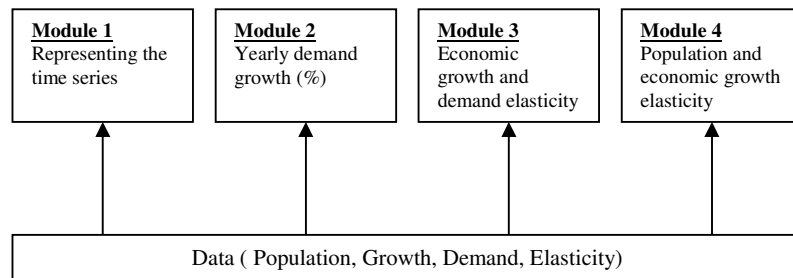 Module 1
Representing the
time series
Module 2
Yearly demand
growth (%)
Module 3
Economic
growth and
demand elasticity
Module 4
Population and
economic growth
elasticity
Data ( Population, Growth, Demand, Elasticity)